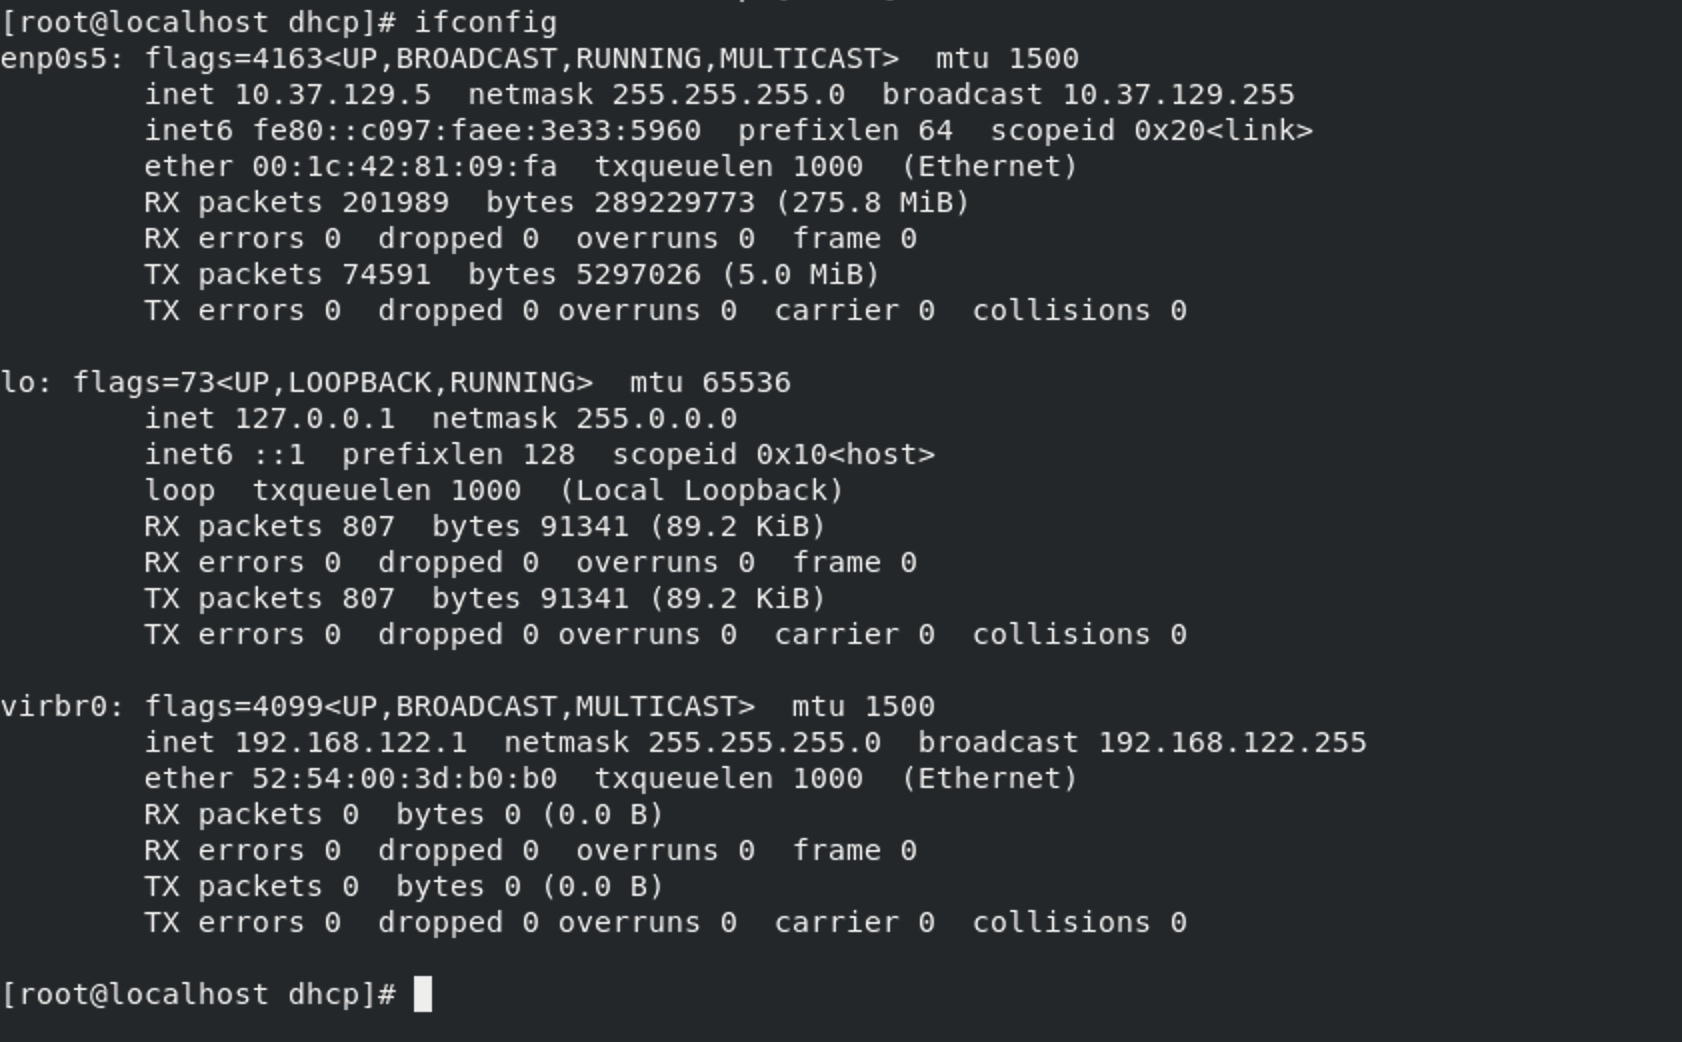 [root@localhost dhcp]# ifconfig
enp0s5: flags=4163<UP,BROADCAST,RUNNING,MULTICAST>  mtu 1500
        inet 10.37.129.5  netmask 255.255.255.0  broadcast 10.37.129.255
        inet6 fe80::c097:faee:3e33:5960  prefixlen 64  scopeid 0x20<link>
        ether 00:1c:42:81:09:fa  txqueuelen 1000  (Ethernet)
        RX packets 201989  bytes 289229773 (275.8 MiB)
        RX errors 0  dropped 0  overruns 0  frame 0
        TX packets 74591  bytes 5297026 (5.0 MiB)
        TX errors 0  dropped 0 overruns 0  carrier 0  collisions 0

lo: flags=73<UP,LOOPBACK,RUNNING>  mtu 65536
        inet 127.0.0.1  netmask 255.0.0.0
        inet6 ::1  prefixlen 128  scopeid 0x10<host>
        loop  txqueuelen 1000  (Local Loopback)
        RX packets 807  bytes 91341 (89.2 KiB)
        RX errors 0  dropped 0  overruns 0  frame 0
        TX packets 807  bytes 91341 (89.2 KiB)
        TX errors 0  dropped 0 overruns 0  carrier 0  collisions 0

virbr0: flags=4099<UP,BROADCAST,MULTICAST>  mtu 1500
        inet 192.168.122.1  netmask 255.255.255.0  broadcast 192.168.122.255
        ether 52:54:00:3d:b0:b0  txqueuelen 1000  (Ethernet)
        RX packets 0  bytes 0 (0.0 B)
        RX errors 0  dropped 0  overruns 0  frame 0
        TX packets 0  bytes 0 (0.0 B)
        TX errors 0  dropped 0 overruns 0  carrier 0  collisions 0

[root@localhost dhcp]#